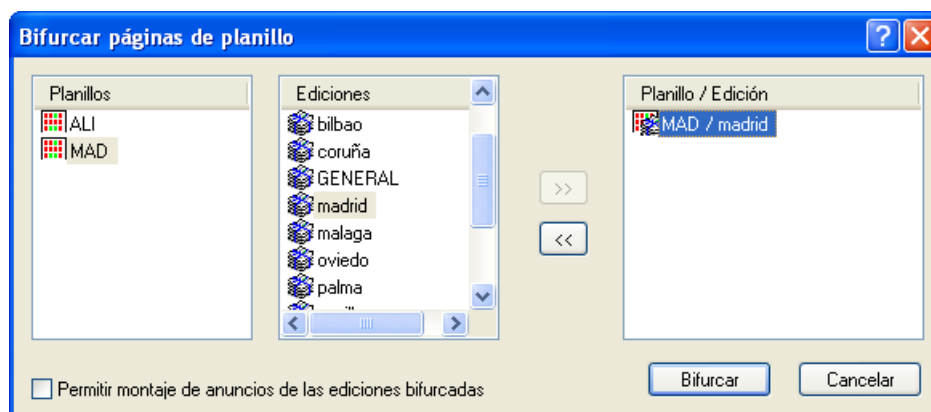 Bifurcar páginas de planillo
Planillos
ALI
MAD
Ediciones
bilbao
coruña
GENERAL
madrid
malaga
oviedo
palma
>>
<<
Planillo / Edición
MAD / madrid
Permitir montaje de anuncios de las ediciones bifurcadas
Bifurcar
Cancelar